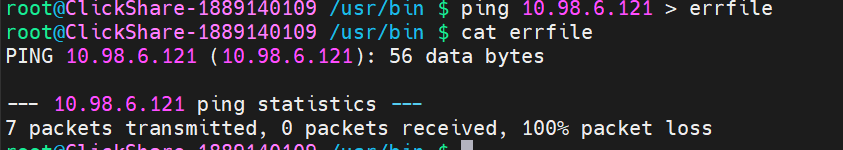 root@ClickShare-1889140109 /usr/bin $ ping 10.98.6.121 > errfile
root@ClickShare-1889140109 /usr/bin $ cat errfile
PING 10.98.6.121 (10.98.6.121): 56 data bytes
--- 10.98.6.121 ping statistics ---
7 packets transmitted, 0 packets received, 100% packet loss
root@ClickShare-1889140109 /usr/bin $